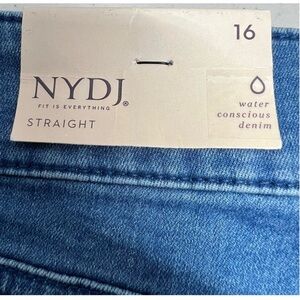 16
NYDJ®
FIT IS EVERYTHING
STRAIGHT
water
conscious
denim